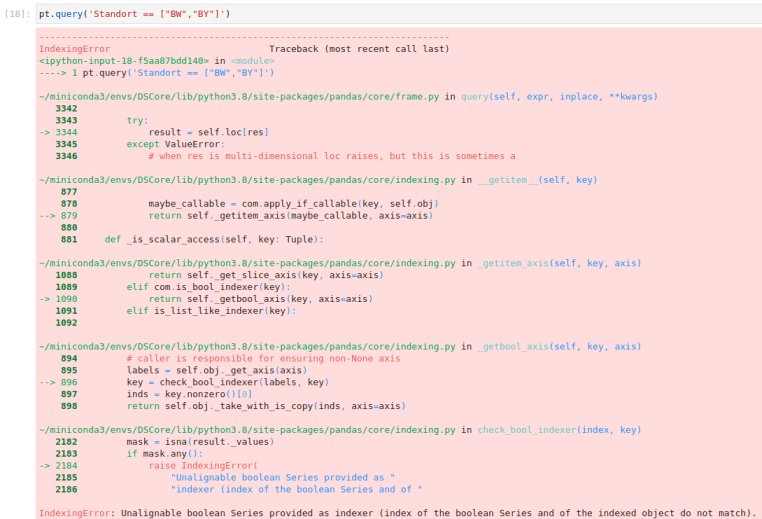 [18]: pt.query('Standort == ["BW","BY"]')
---------------------------------------------------------------------------
IndexingError                             Traceback (most recent call last)
<ipython-input-18-f5aa87bdd140> in <module>
----> 1 pt.query('Standort == ["BW","BY"]')

~/miniconda3/envs/DSCore/lib/python3.8/site-packages/pandas/core/frame.py in query(self, expr, inplace, **kwargs)
   3342
   3343         try:
-> 3344             result = self.loc[res]
   3345         except ValueError:
   3346             # when res is multi-dimensional loc raises, but this is sometimes a

~/miniconda3/envs/DSCore/lib/python3.8/site-packages/pandas/core/indexing.py in __getitem__(self, key)
    877
    878             maybe_callable = com.apply_if_callable(key, self.obj)
--> 879             return self._getitem_axis(maybe_callable, axis=axis)
    880
    881     def _is_scalar_access(self, key: Tuple):

~/miniconda3/envs/DSCore/lib/python3.8/site-packages/pandas/core/indexing.py in _getitem_axis(self, key, axis)
   1088             return self._get_slice_axis(key, axis=axis)
   1089         elif com.is_bool_indexer(key):
-> 1090             return self._getbool_axis(key, axis=axis)
   1091         elif is_list_like_indexer(key):
   1092

~/miniconda3/envs/DSCore/lib/python3.8/site-packages/pandas/core/indexing.py in _getbool_axis(self, key, axis)
    894         # caller is responsible for ensuring non-None axis
    895         labels = self.obj._get_axis(axis)
--> 896         key = check_bool_indexer(labels, key)
    897         inds = key.nonzero()[0]
    898         return self.obj._take_with_is_copy(inds, axis=axis)

~/miniconda3/envs/DSCore/lib/python3.8/site-packages/pandas/core/indexing.py in check_bool_indexer(index, key)
   2182         mask = isna(result._values)
   2183         if mask.any():
-> 2184             raise IndexingError(
   2185                 "Unalignable boolean Series provided as "
   2186                 "indexer (index of the boolean Series and of "

IndexingError: Unalignable boolean Series provided as indexer (index of the boolean Series and of the indexed object do not match).